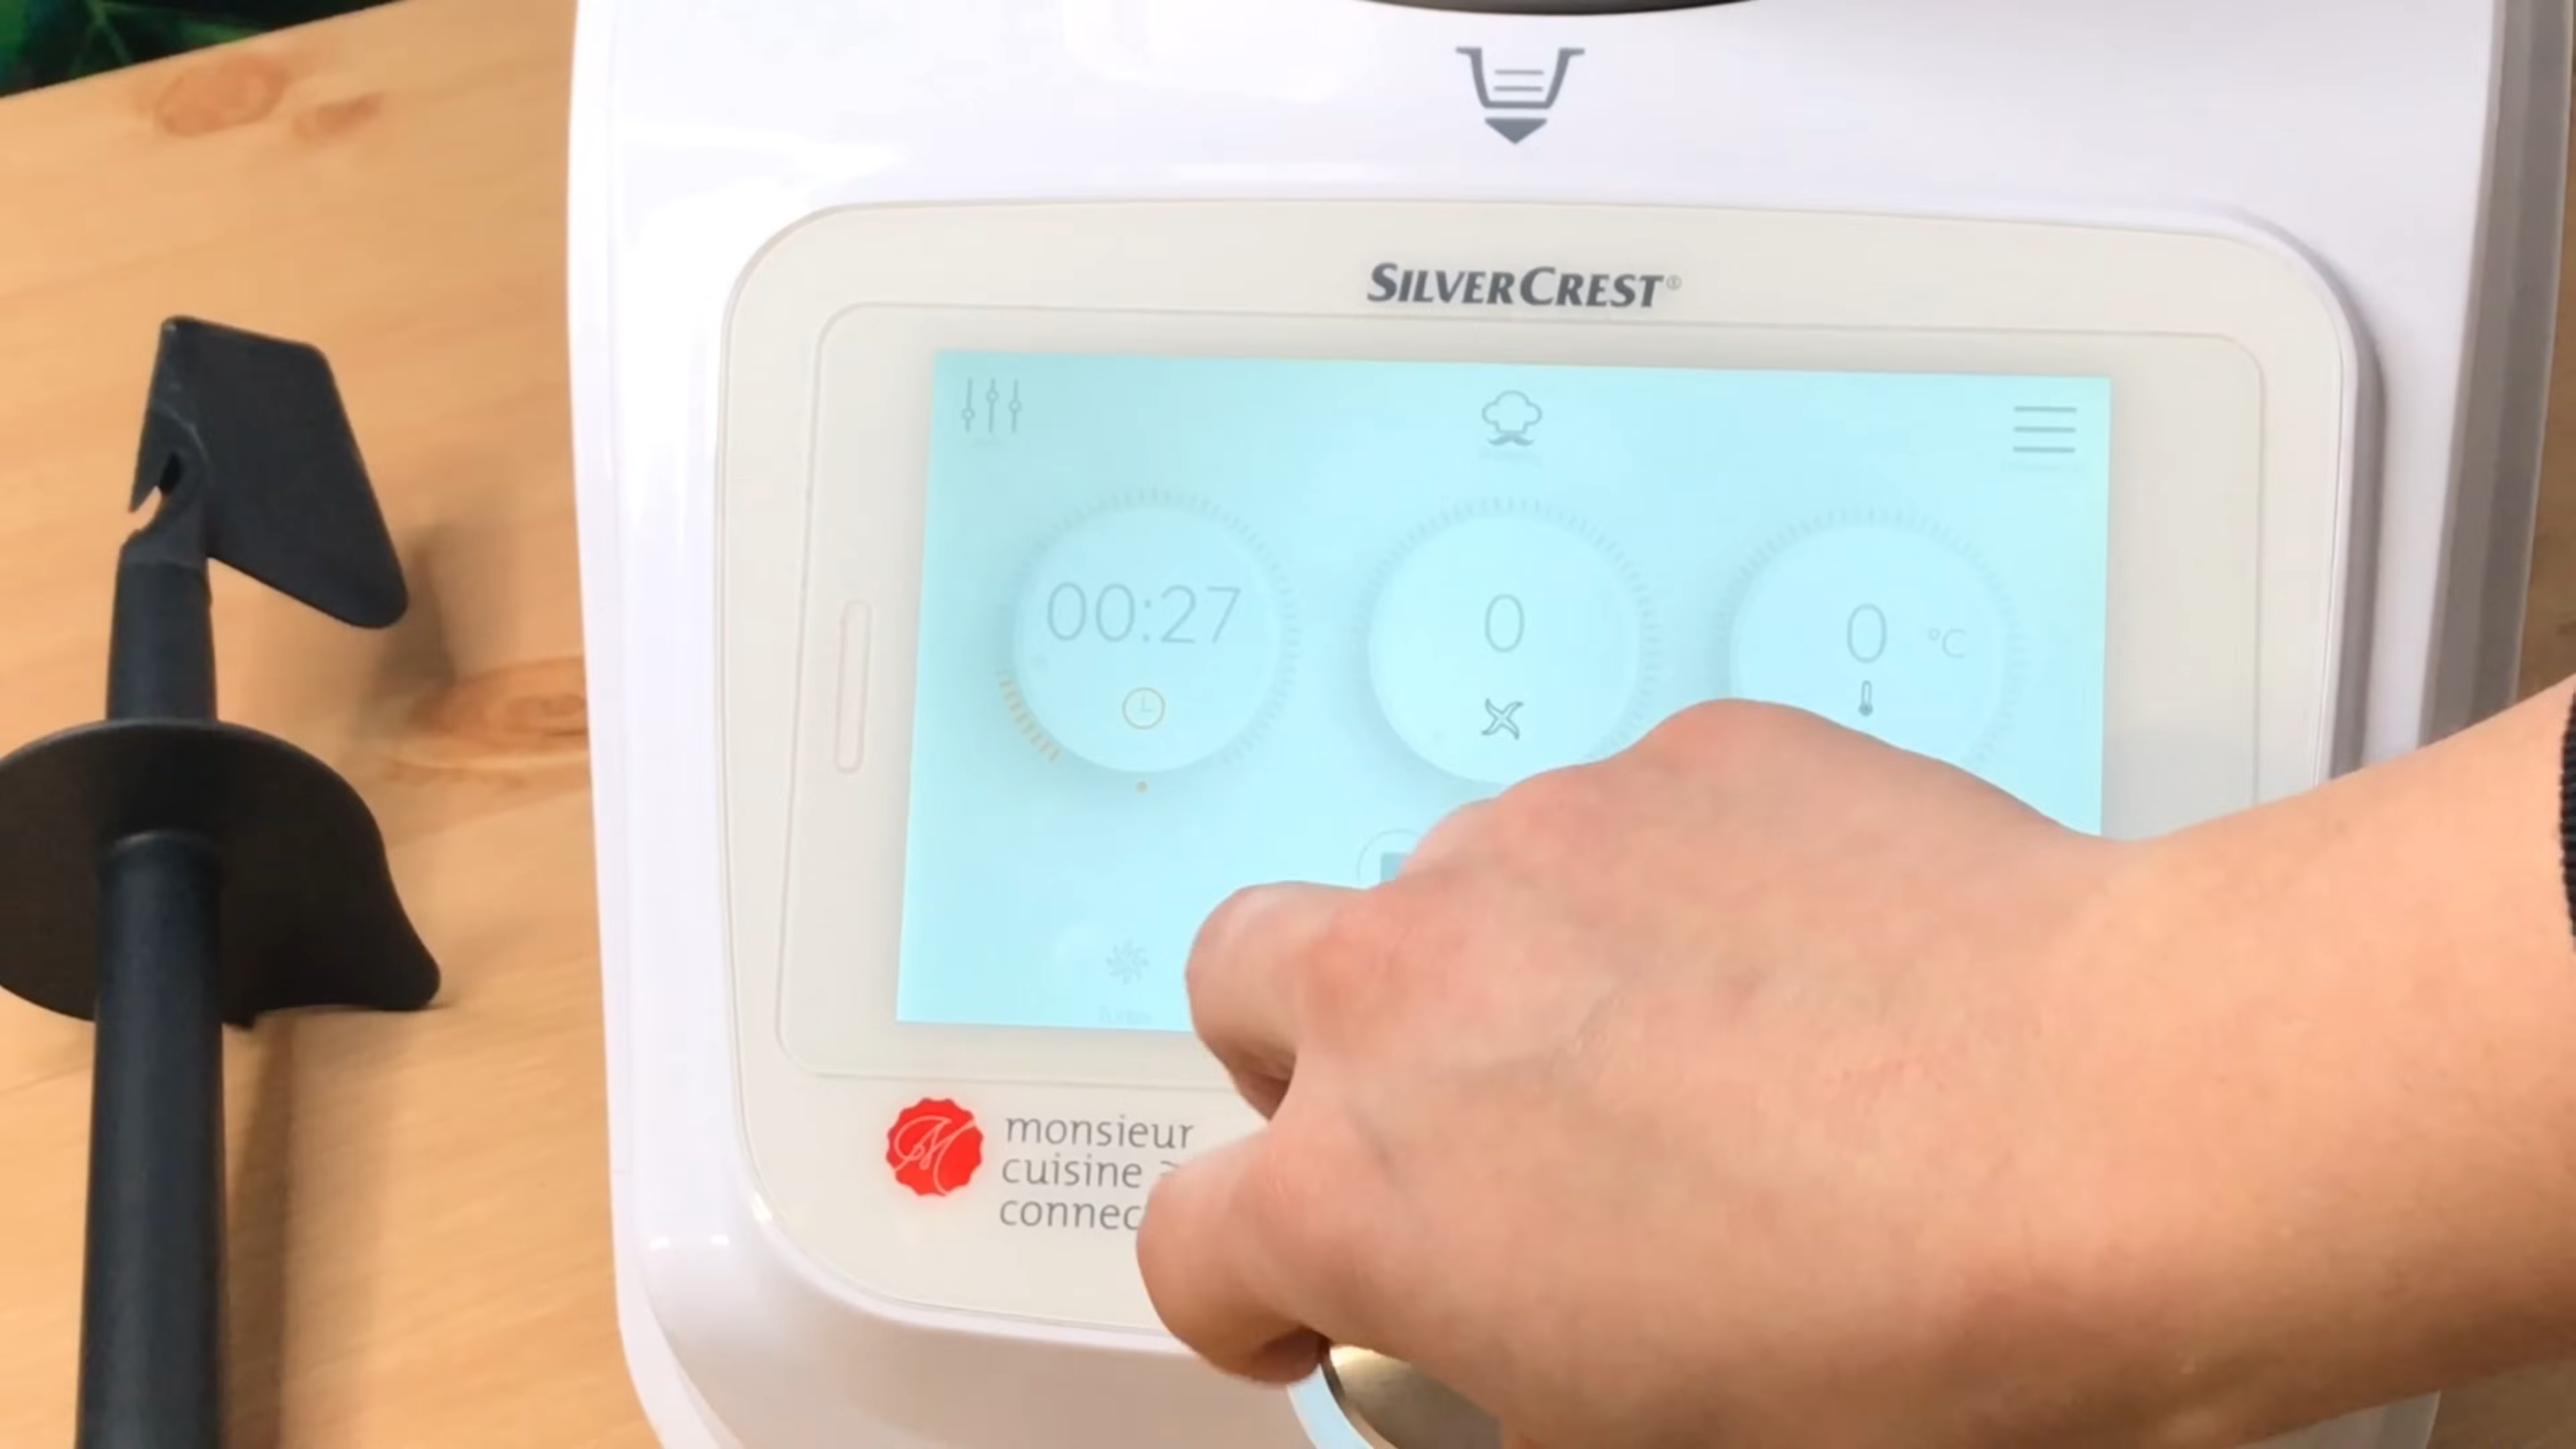 SILVERCREST®
00:27
0
0 °C
monsieur
cuisine
connec